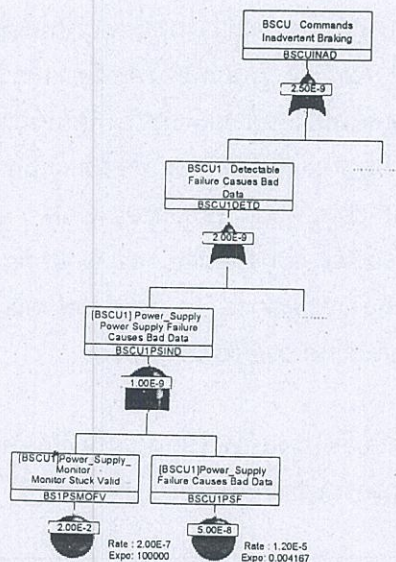 BSCU Commands
Inadvertent Braking
BSCUINAD
2.50E-9
BSCU1 Detectable
Failure Casues Bad
Data
BSCU1DETD
2.00E-9
[BSCU1] Power_Supply
Power Supply Failure
Causes Bad Data
BSCU1PSIND
1.00E-9
[BSCU1]Power_Supply_
Monitor
Monitor Stuck Valid
BS1PSMOFV
2.00E-2
Rate : 2.00E-7
Expo: 100000
[BSCU1]Power_Supply
Failure Causes Bad Data
BSCU1PSF
5.00E-8
Rate : 1.20E-5
Expo: 0.004167